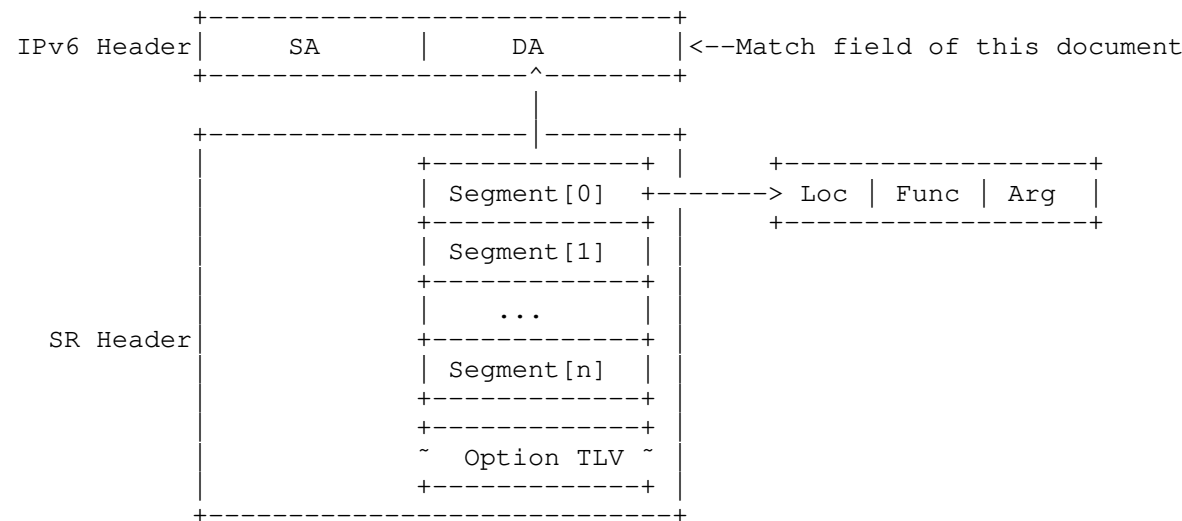 IPv6 Header| SA | DA |<--Match field of this document
Segment[0] +-------> Loc | Func | Arg
Segment[1]
...
SR Header
Segment[n]
~ Option TLV ~